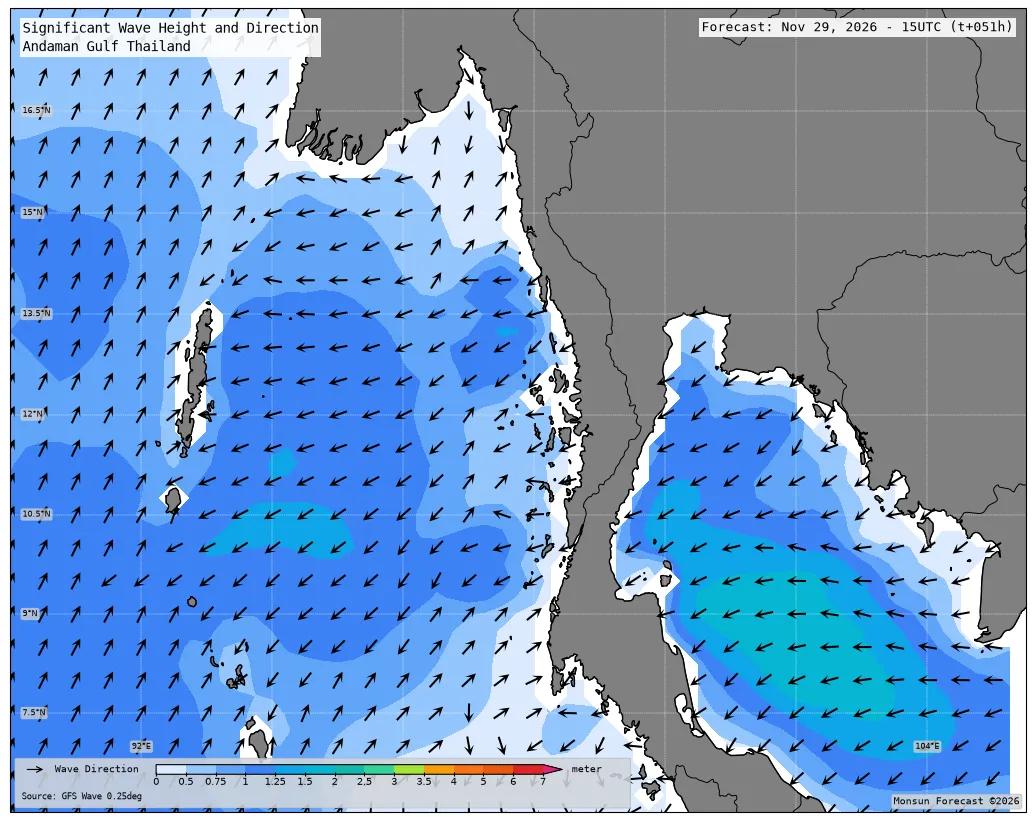 Significant Wave Height and Direction
Andaman Gulf Thailand
Forecast: Nov 29, 2026 - 15UTC (t+051h)
16.5°N
15°N
13.5°N
12°N
10.5°N
9°N
7.5°N
92°E
104°E
Wave Direction
0.5 0.75 1 1.25 1.5 2 2.5 3 3.5 4 5 6 7
meter
Source: GFS Wave 0.25deg
Monsun Forecast ©2026